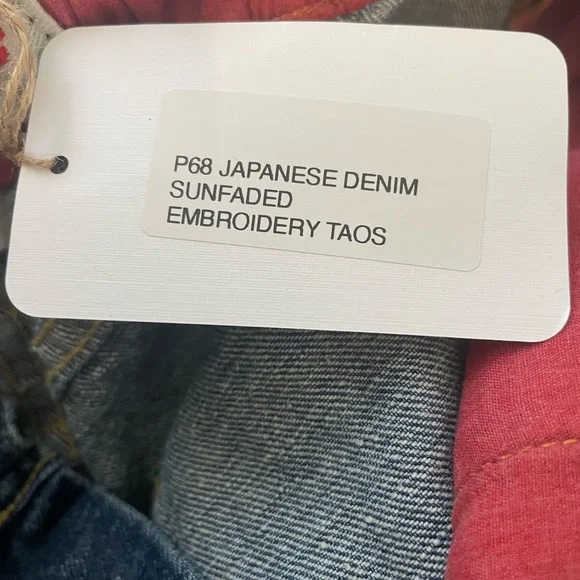 P68 JAPANESE DENIM
SUNFADED
EMBROIDERY TAOS